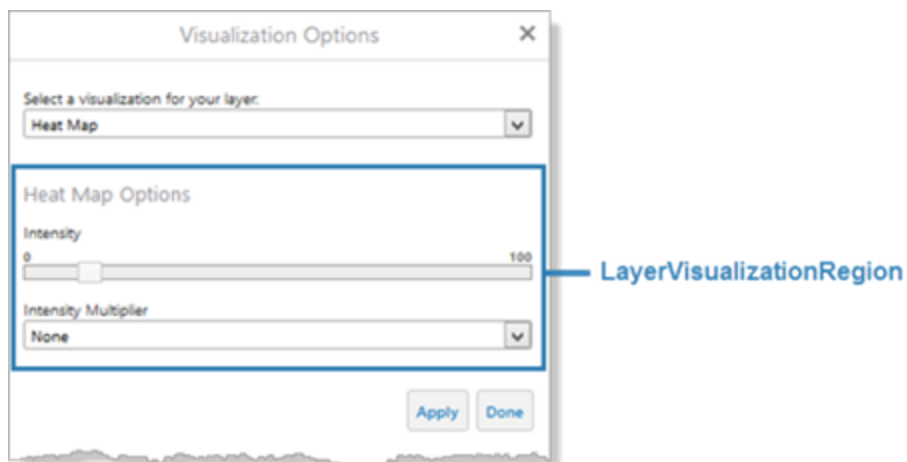 Visualization Options
Select a visualization for your layer:
Heat Map
Heat Map Options
Intensity
0 100
LayerVisualizationRegion
Intensity Multiplier
None
Apply Done